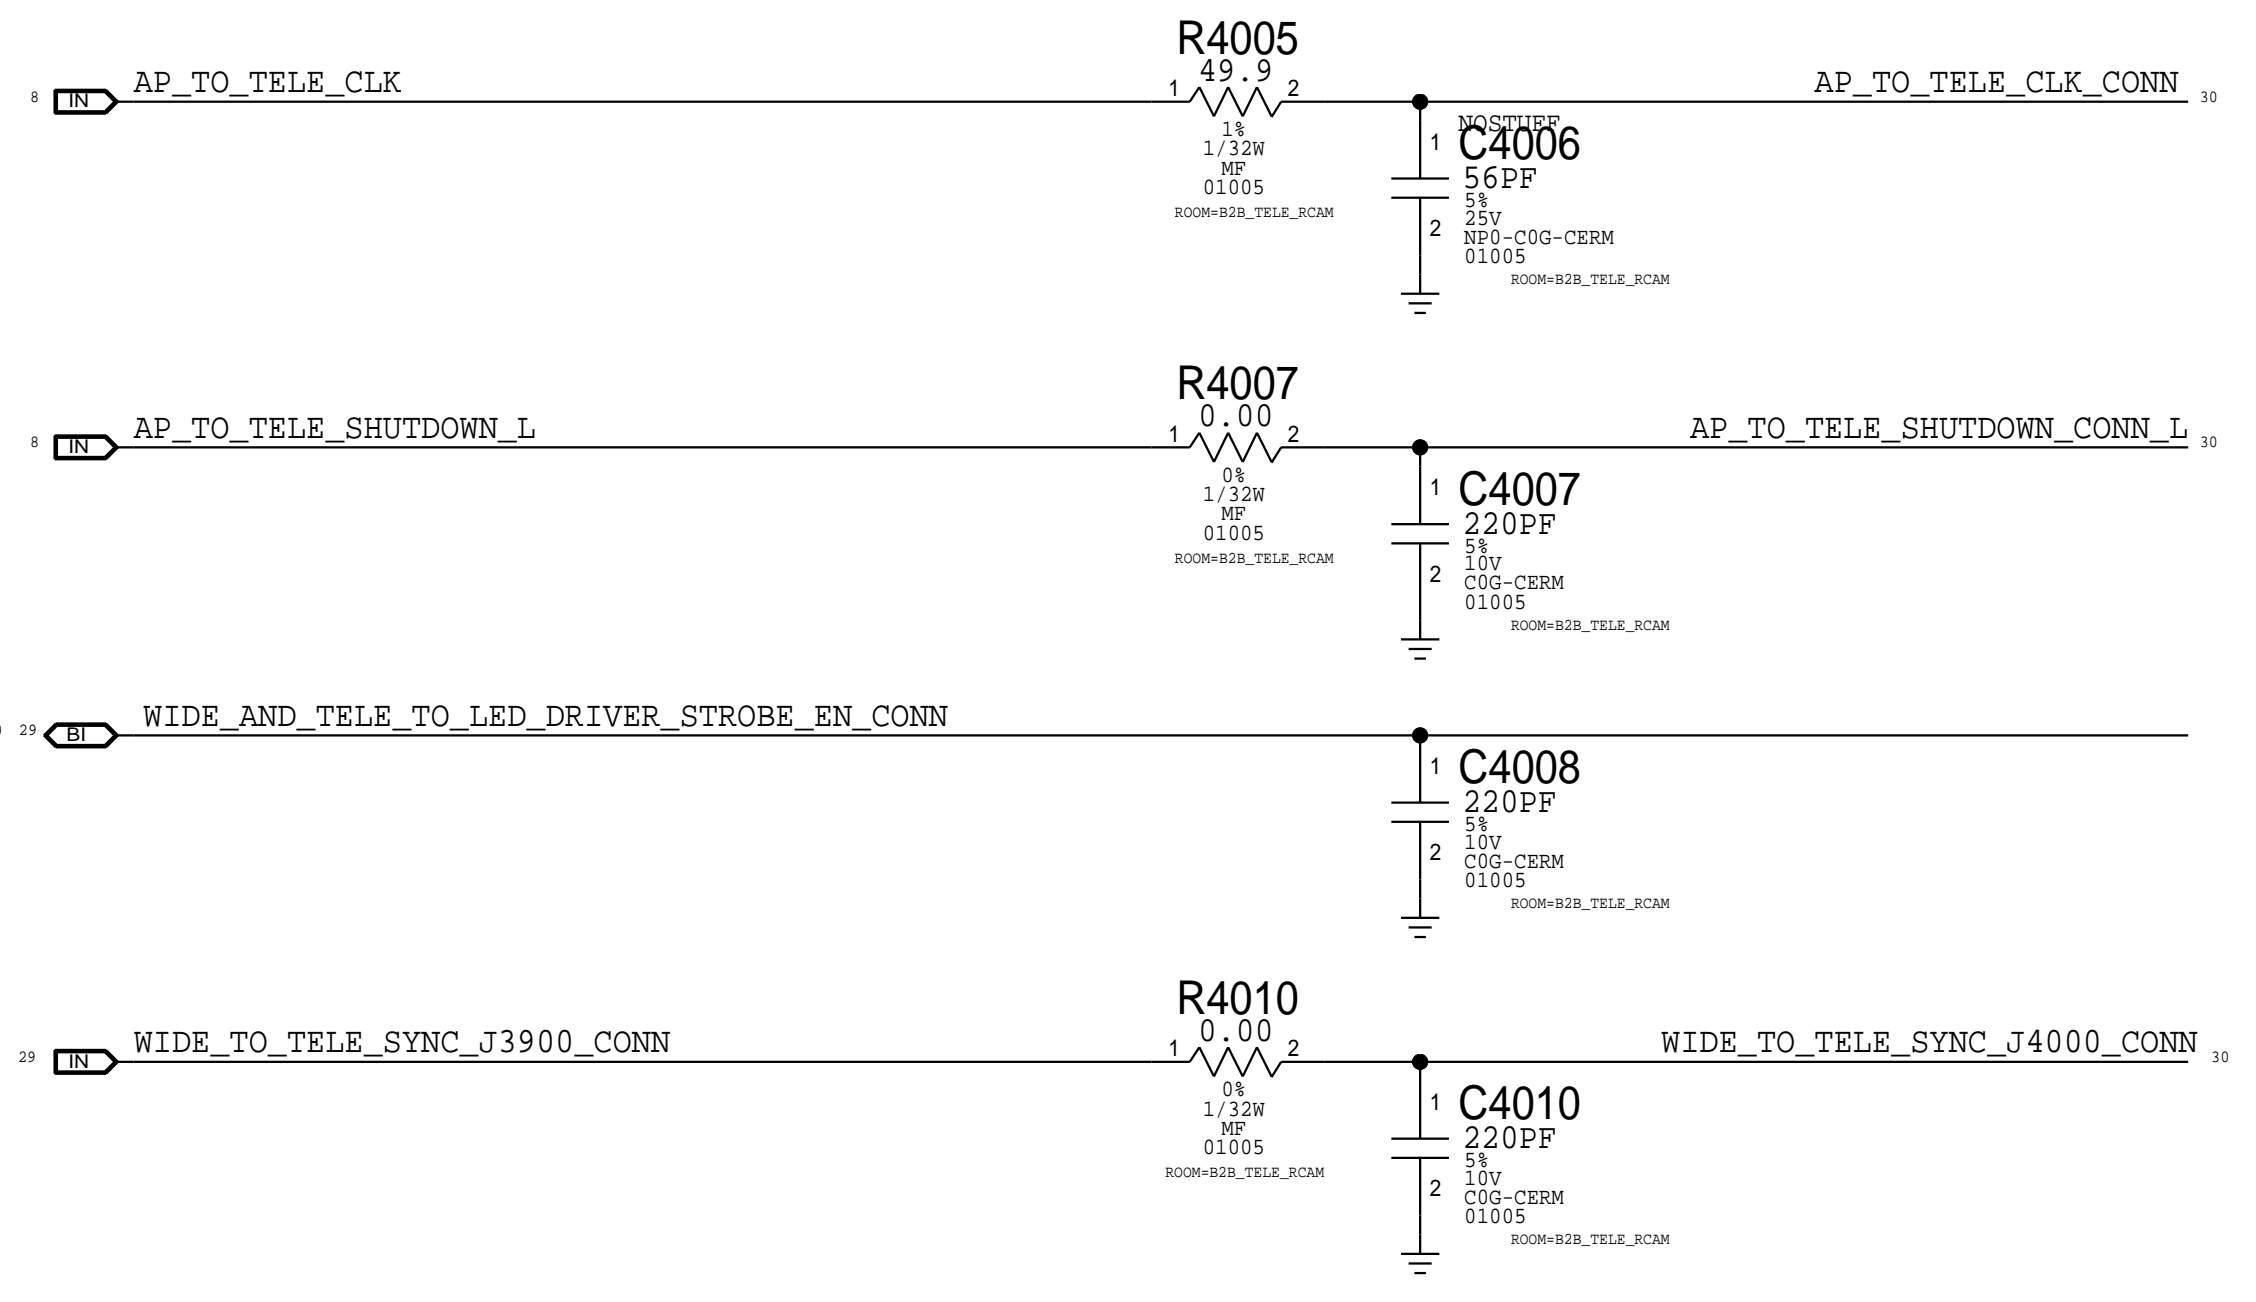 R4005
49.9
8 IN AP_TO_TELE_CLK 1 2 AP_TO_TELE_CLK_CONN 30
1%
1/32W
MF
01005
ROOM=B2B_TELE_RCAM
NOSTUFF
1 C4006
56PF
5%
25V
2 NP0-C0G-CERM
01005
ROOM=B2B_TELE_RCAM
R4007
0.00
8 IN AP_TO_TELE_SHUTDOWN_L 1 2 AP_TO_TELE_SHUTDOWN_CONN_L 30
0%
1/32W
MF
01005
ROOM=B2B_TELE_RCAM
1 C4007
220PF
5%
10V
2 C0G-CERM
01005
ROOM=B2B_TELE_RCAM
29 BI WIDE_AND_TELE_TO_LED_DRIVER_STROBE_EN_CONN
1 C4008
220PF
5%
10V
2 C0G-CERM
01005
ROOM=B2B_TELE_RCAM
R4010
0.00
29 IN WIDE_TO_TELE_SYNC_J3900_CONN 1 2 WIDE_TO_TELE_SYNC_J4000_CONN 30
0%
1/32W
MF
01005
ROOM=B2B_TELE_RCAM
1 C4010
220PF
5%
10V
2 C0G-CERM
01005
ROOM=B2B_TELE_RCAM